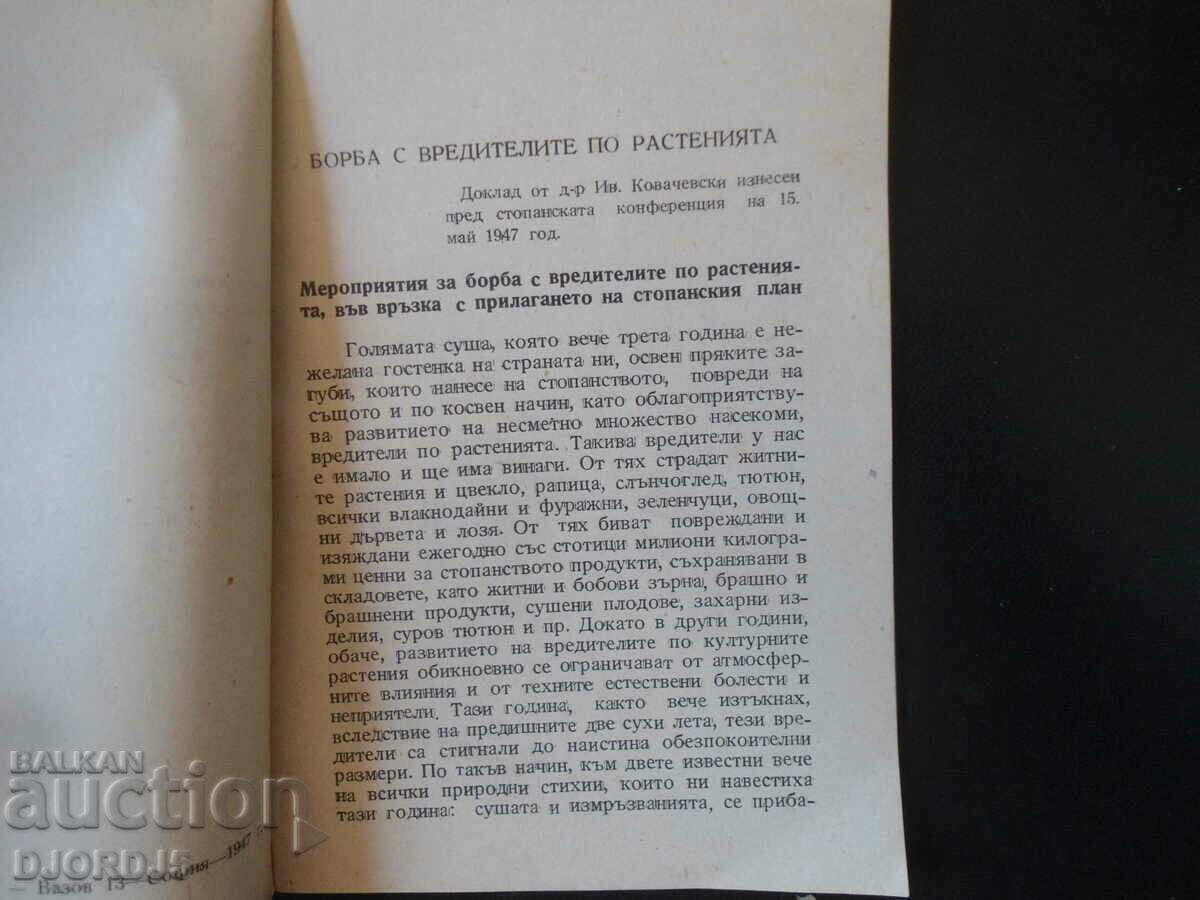 БОРБА С ВРЕДИТЕЛИТЕ ПО РАСТЕНИЯТА
Доклад от д-р Ив. Ковачевски изнесен
пред стопанската конференция на 15.
май 1947 год.
Мероприятия за борба с вредителите по растения-
та, във връзка с прилагането на стопанския план
Голямата суша, която вече трета година е не-
желана гостенка на страната ни, освен преките за-
губи, които нанесе на стопанството, повреди на
същото и по косвен начин, като облагоприятству-
ва развитието на несметно множество насекоми,
вредители по растенията. Такива вредители у нас
е имало и ще има винаги. От тях страдат житни-
те растения и цвекло, рапица, слънчоглед, тютюн,
всички влакнодайни и фуражни, зеленчуци, овощ-
ни дървета и лозя. От тях биват повреждани и
изяждани ежегодно със стотици милиони килогра-
ми ценни за стопанството продукти, съхранявани в
складовете, като житни и бобови зърна, брашно и
брашнени продукти, сушени плодове, захарни из-
делия, суров тютюн и пр. Докато в други години,
обаче, развитието на вредителите по културните
растения обикноевно се ограничават от атмосфер-
ните влияния и от техните естествени болести и
неприятели. Тази година, както вече изтъкнах,
вследствие на предишните две сухи лета, тези вре-
дители са стигнали до наистина обезпокоителни
размери. По такъв начин, към двете известни вече
на всички природни стихии, които ни навестиха
тази година: сушата и измръзванията, се приба-
BALKAN
auction
DJORDJ15
– Вазов 13—София—1947